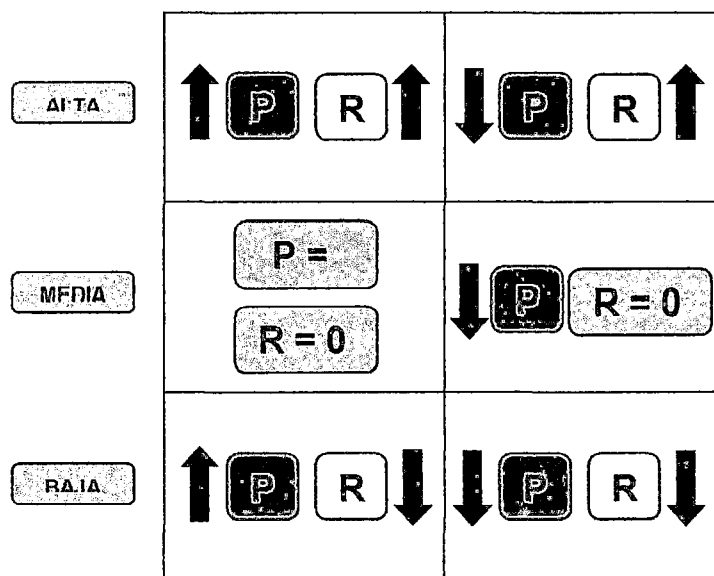 ALTA P R P R
P =
MEDIA P R = 0
R = 0
BAJA P R P R